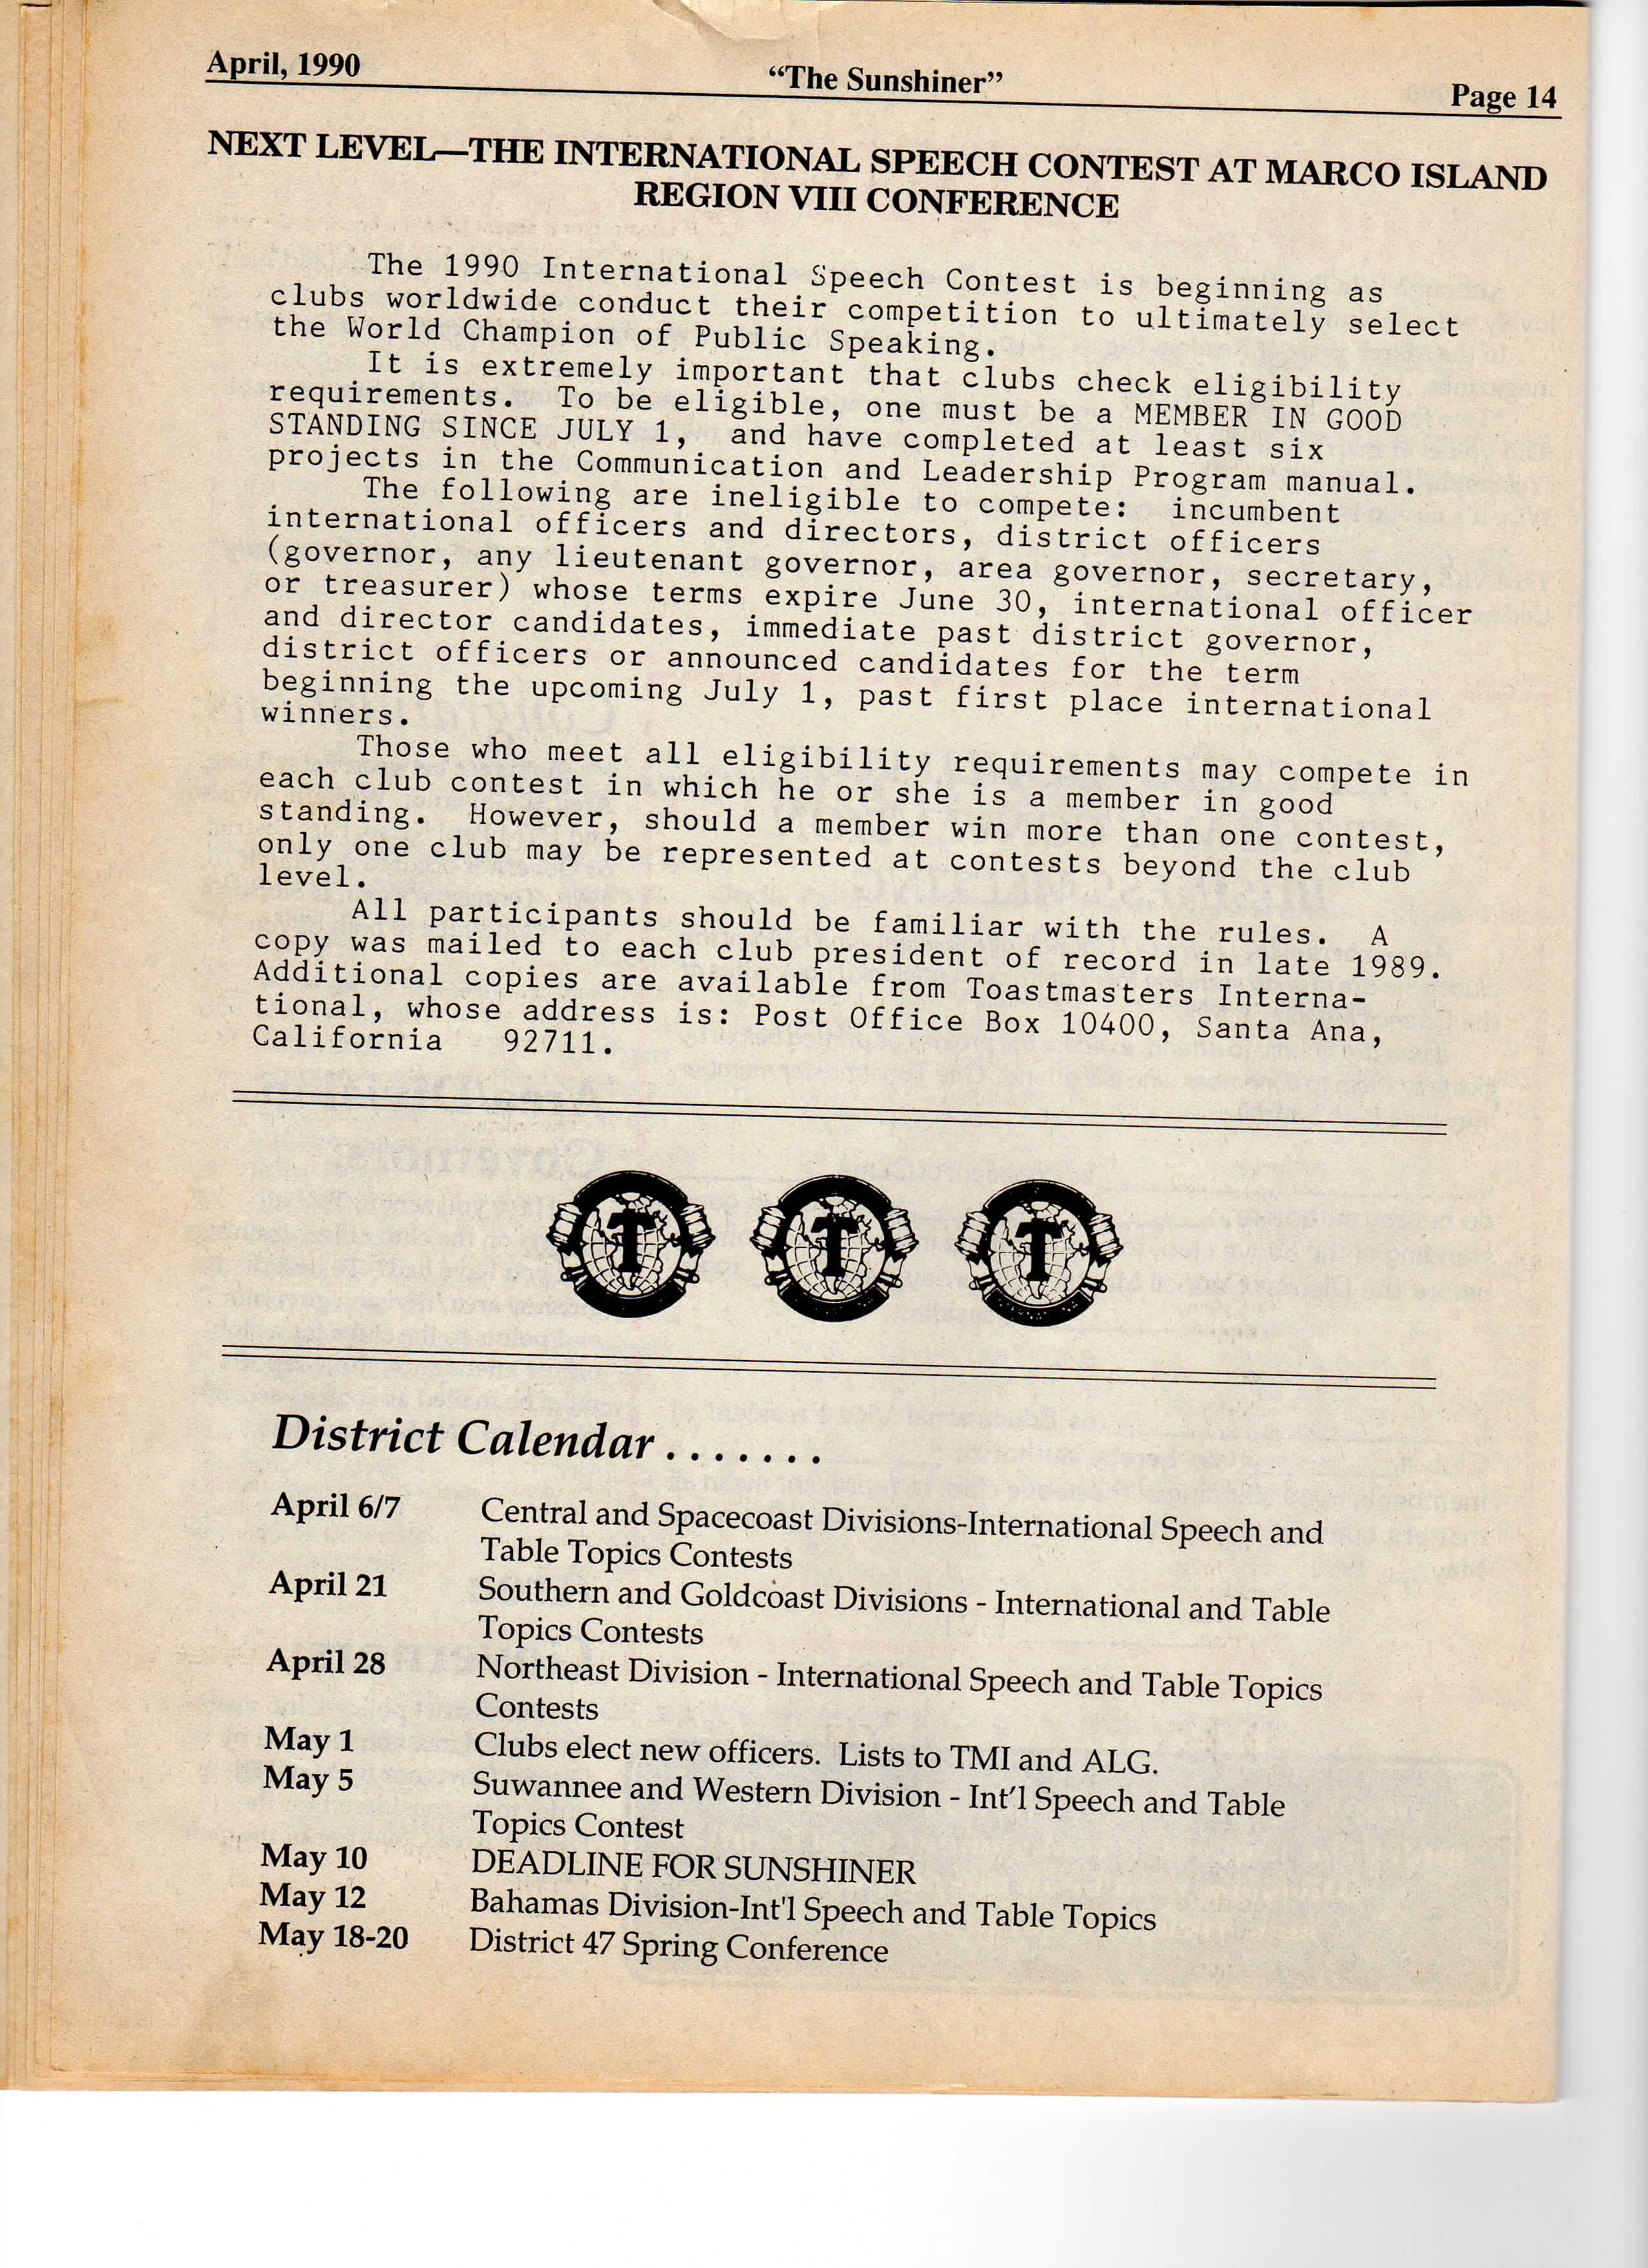 April, 1990
“The Sunshiner”
Page 14
NEXT LEVEL—THE INTERNATIONAL SPEECH CONTEST AT MARCO ISLAND
REGION VIII CONFERENCE
The 1990 International Speech Contest is beginning as
clubs worldwide conduct their competition to ultimately select
the World Champion of Public Speaking.
It is extremely important that clubs check eligibility
requirements. To be eligible, one must be a MEMBER IN GOOD
STANDING SINCE JULY 1, and have completed at least six
projects in the Communication and Leadership Program manual.
The following are ineligible to compete: incumbent
international officers and directors, district officers
(governor, any lieutenant governor, area governor, secretary,
or treasurer) whose terms expire June 30, international officer
and director candidates, immediate past district governor,
district officers or announced candidates for the term
beginning the upcoming July 1, past first place international
winners.
Those who meet all eligibility requirements may compete in
each club contest in which he or she is a member in good
standing. However, should a member win more than one contest,
only one club may be represented at contests beyond the club
level.
All participants should be familiar with the rules. A
copy was mailed to each club president of record in late 1989.
Additional copies are available from Toastmasters Interna-
tional, whose address is: Post Office Box 10400, Santa Ana,
California 92711.
T
T
T
District Calendar . . . . . . .
April 6/7 Central and Spacecoast Divisions-International Speech and
Table Topics Contests
April 21 Southern and Goldcoast Divisions - International and Table
Topics Contests
April 28 Northeast Division - International Speech and Table Topics
Contests
May 1 Clubs elect new officers. Lists to TMI and ALG.
May 5 Suwannee and Western Division - Int’l Speech and Table
Topics Contest
May 10 DEADLINE FOR SUNSHINER
May 12 Bahamas Division-Int'l Speech and Table Topics
May 18-20 District 47 Spring Conference